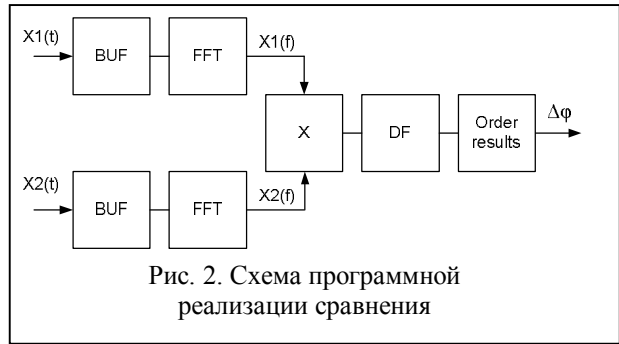 X1(t)
BUF
FFT
X1(f)
X
DF
Order
results
Δφ
X2(t)
BUF
FFT
X2(f)
Рис. 2. Схема программной
реализации сравнения